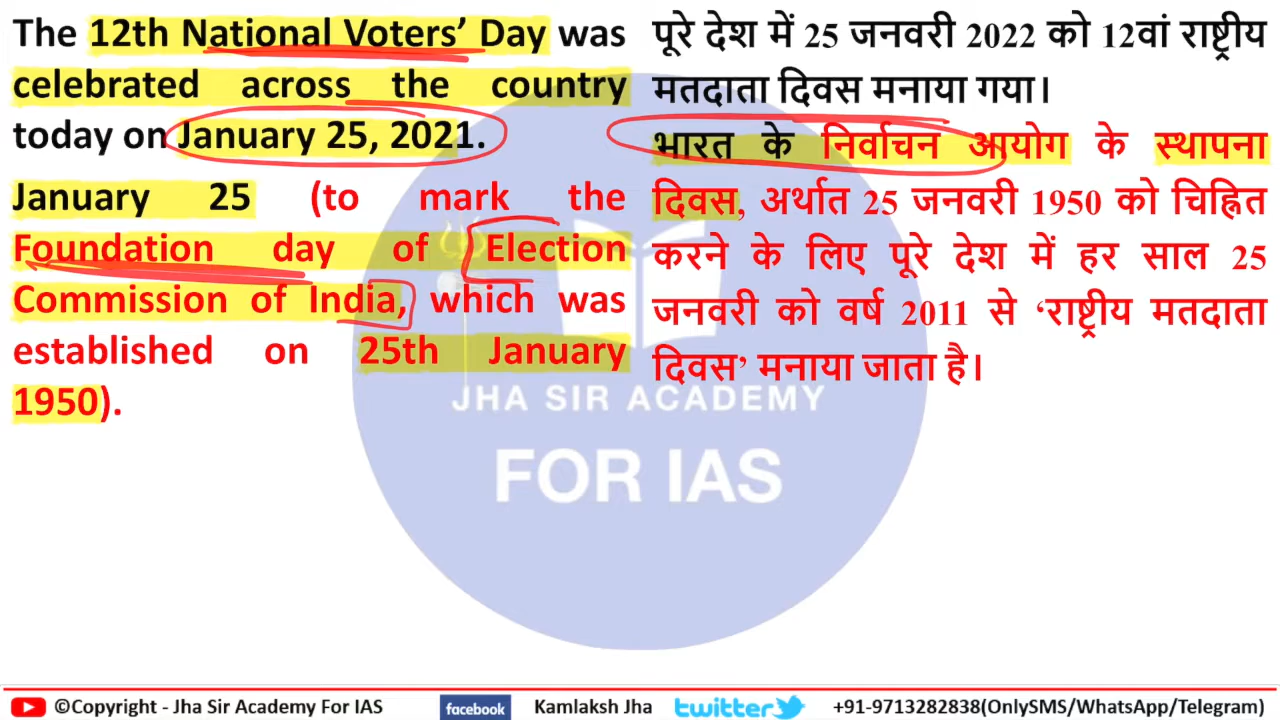 The 12th National Voters’ Day was
celebrated across the country
today on January 25, 2021.
January 25 (to mark the
Foundation day of Election
Commission of India, which was
established on 25th January
1950).
पूरे देश में 25 जनवरी 2022 को 12वां राष्ट्रीय
मतदाता दिवस मनाया गया।
भारत के निर्वाचन आयोग के स्थापना
दिवस, अर्थात 25 जनवरी 1950 को चिह्नित
करने के लिए पूरे देश में हर साल 25
जनवरी को वर्ष 2011 से ‘राष्ट्रीय मतदाता
दिवस’ मनाया जाता है।
JHA SIR ACADEMY
FOR IAS
©Copyright - Jha Sir Academy For IAS
facebook
Kamlaksh Jha
twitter
+91-9713282838(OnlySMS/WhatsApp/Telegram)